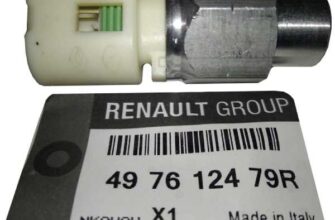 RENAULT GROUP
49 76 124 79R
X1
Made in Italy